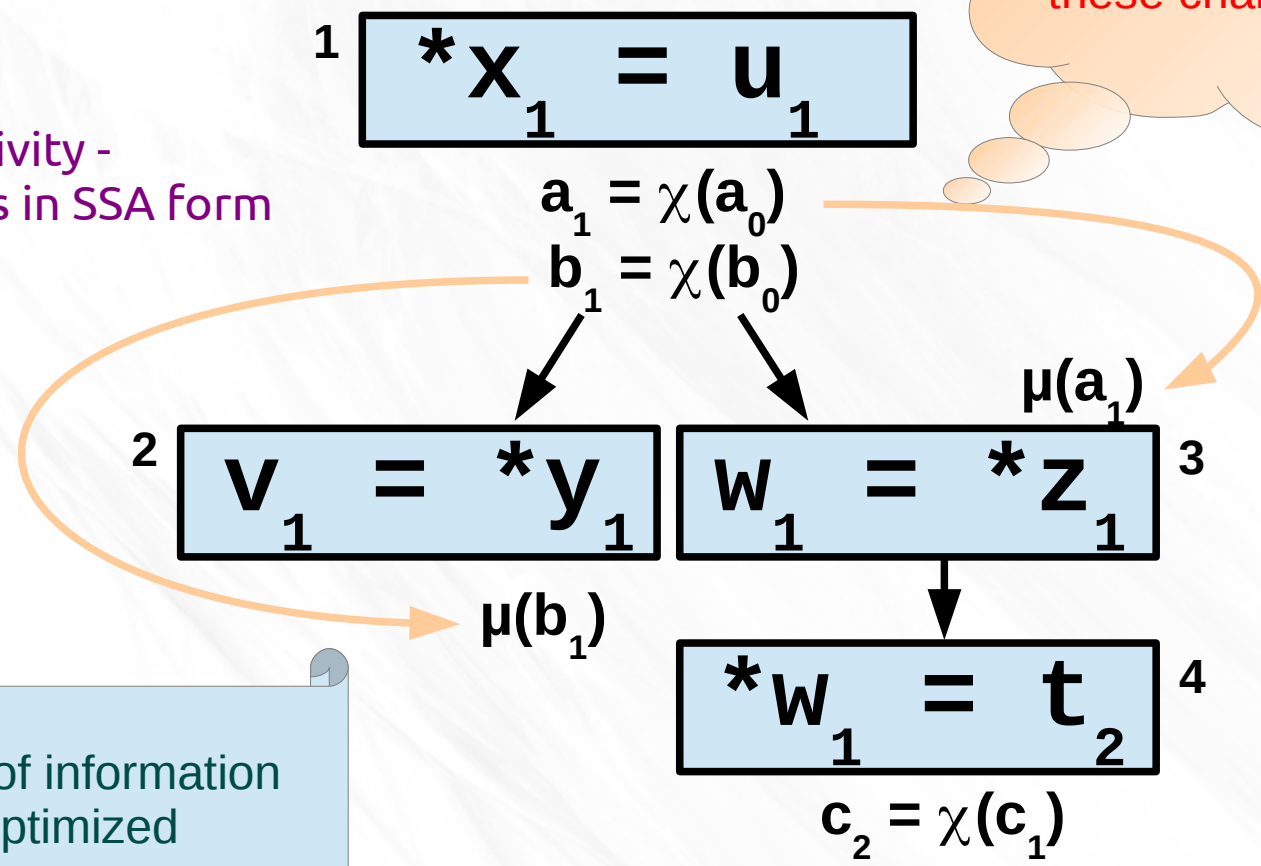 1
*x₁ = u₁
ivity -
s in SSA form
a₁ = χ(a₀)
b₁ = χ(b₀)
µ(a₁)
2
v₁ = *y₁
w₁ = *z₁
3
µ(b₁)
*w₁ = t₂
4
of information
ptimized
c₂ = χ(c₁)